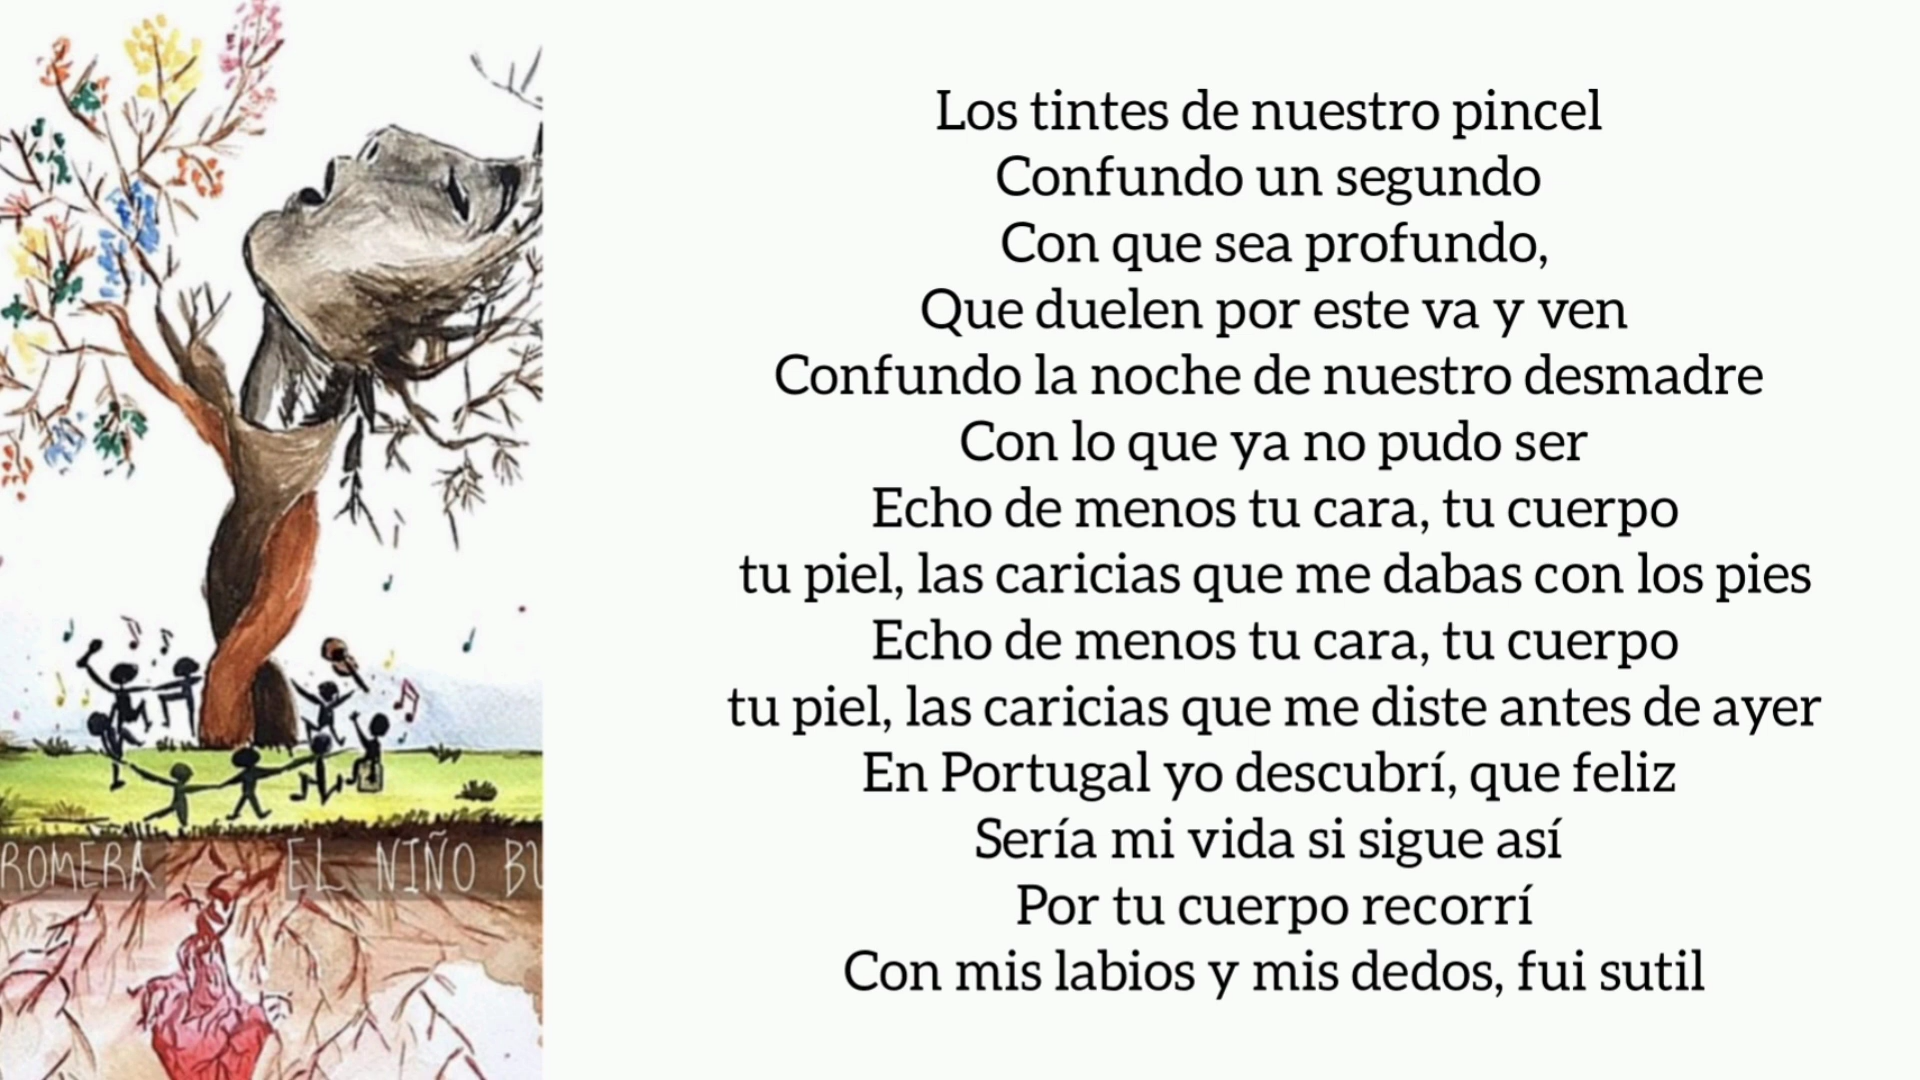 Los tintes de nuestro pincel
Confundo un segundo
Con que sea profundo,
Que duelen por este va y ven
Confundo la noche de nuestro desmadre
Con lo que ya no pudo ser
Echo de menos tu cara, tu cuerpo
tu piel, las caricias que me dabas con los pies
Echo de menos tu cara, tu cuerpo
tu piel, las caricias que me diste antes de ayer
En Portugal yo descubrí, que feliz
Sería mi vida si sigue así
Por tu cuerpo recorrí
Con mis labios y mis dedos, fui sutil
ROMERA EL NIÑO